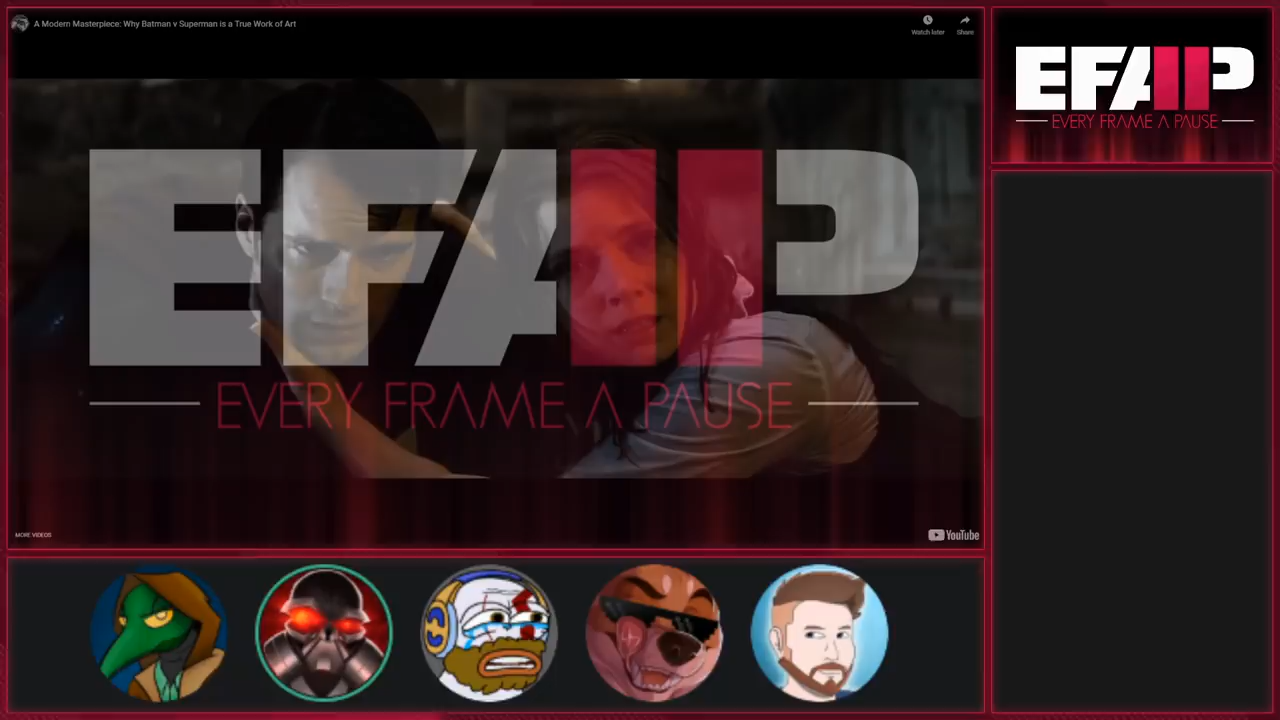 A Modern Masterpiece: Why Batman v Superman is a True Work of Art
Watch later
Share
EFAP
EVERY FRAME A PAUSE
MORE VIDEOS
YouTube
EFAP
EVERY FRAME A PAUSE